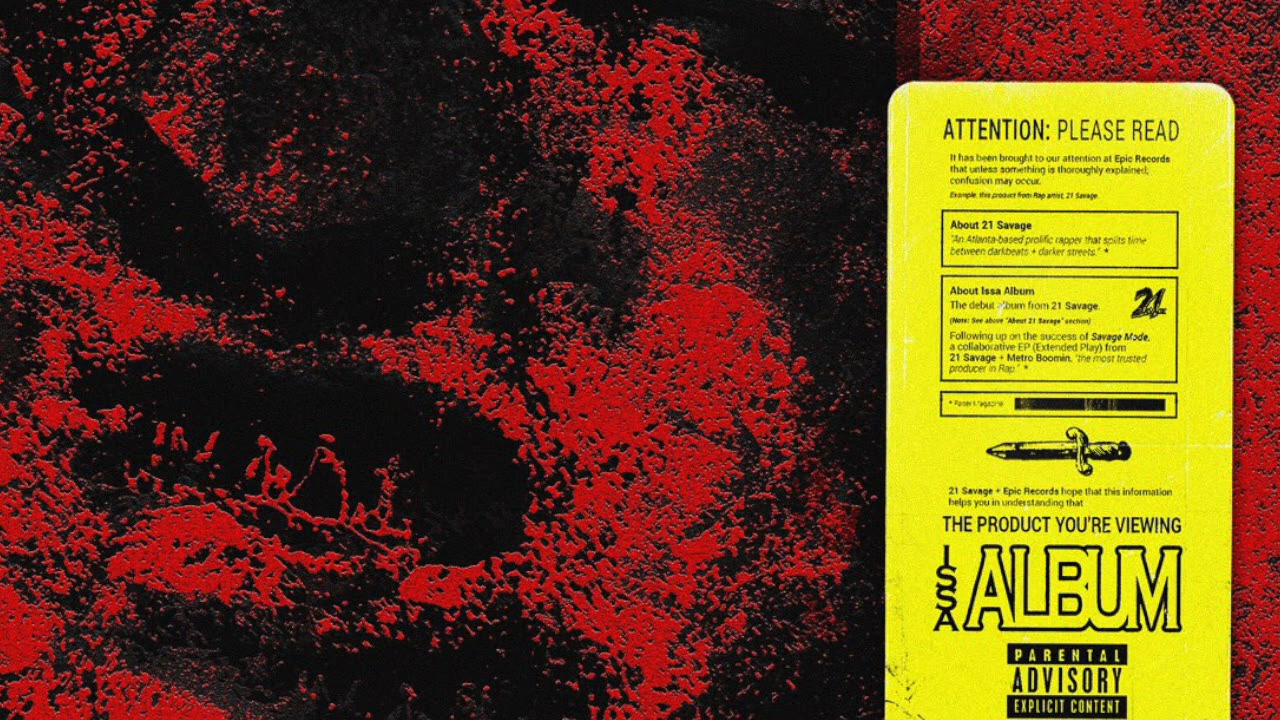 ATTENTION: PLEASE READ
It has been brought to our attention at Epic Records
that unless something is thoroughly explained;
confusion may occur.
Example, this product from Rap artist, 21 Savage.
About 21 Savage
"An Atlanta-based prolific rapper that splits time
between darkbeats + darker streets." *
About Issa Album
The debut album from 21 Savage.
21
(Note: See above "About 21 Savage" section)
Following up on the success of Savage Mode,
a collaborative EP (Extended Play) from
21 Savage + Metro Boomin, "the most trusted
producer in Rap." *
21 Savage + Epic Records hope that this information
helps you in understanding that
THE PRODUCT YOU'RE VIEWING
ISSA ALBUM
PARENTAL
ADVISORY
EXPLICIT CONTENT